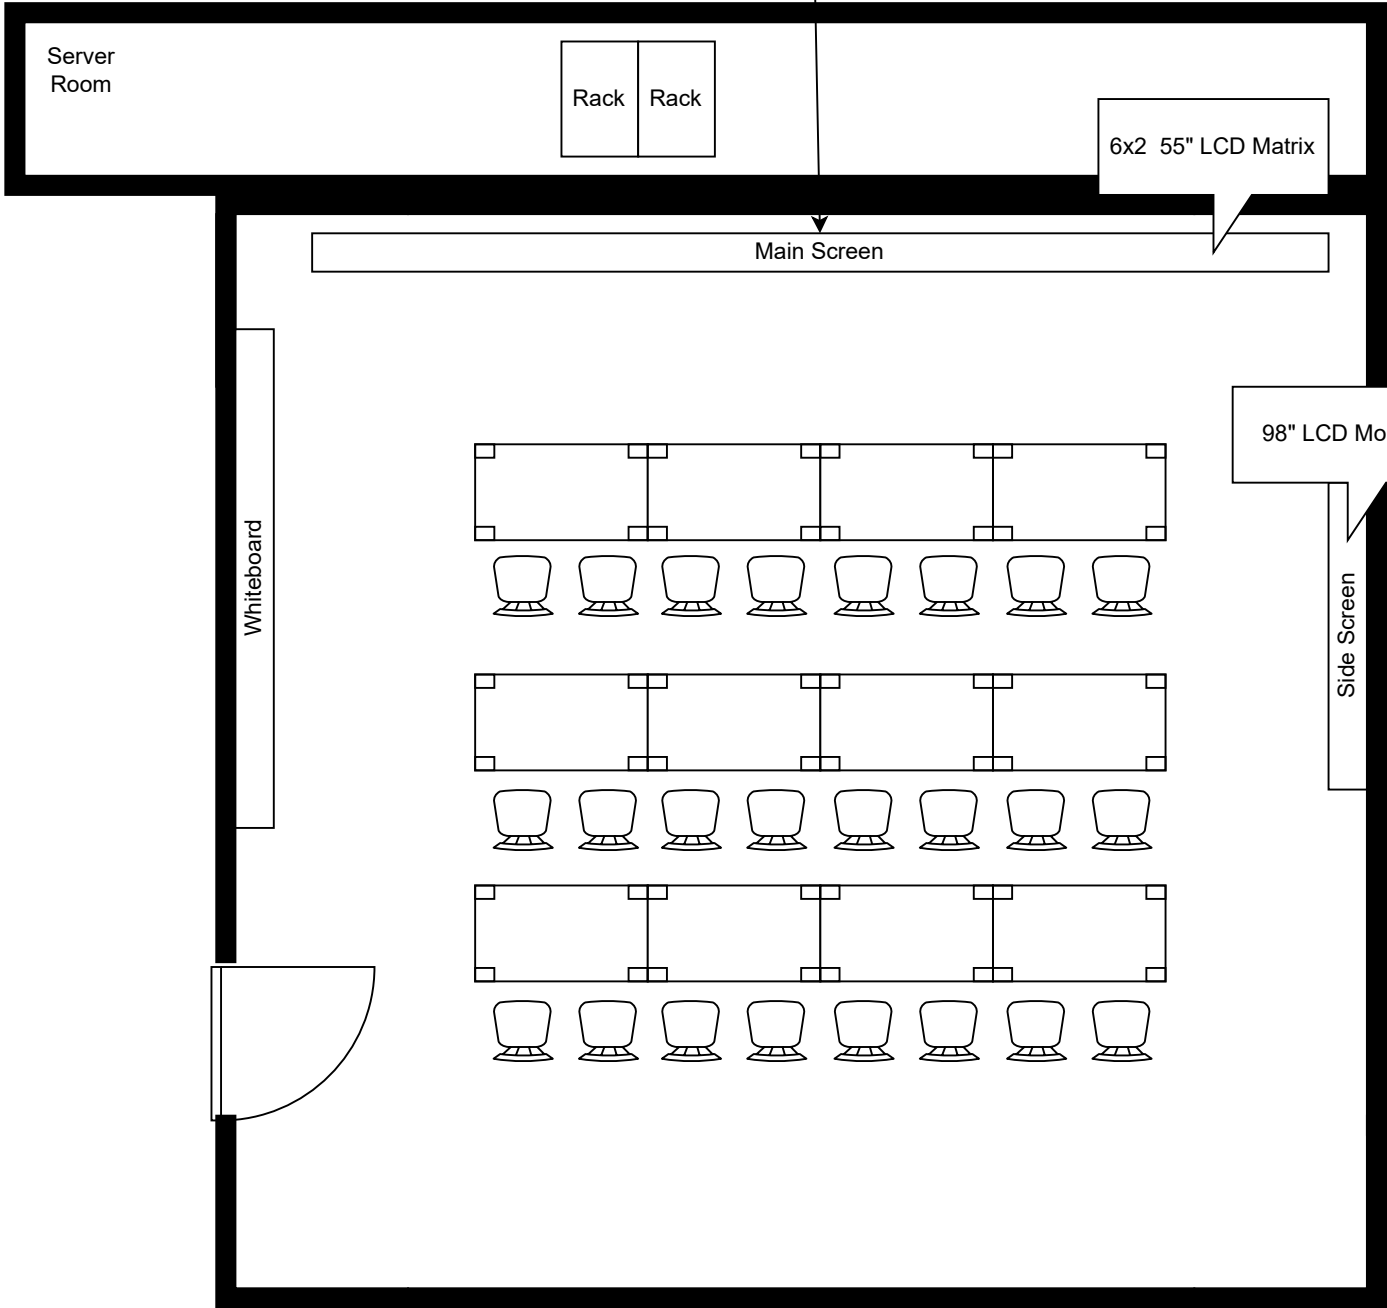 Server
Room
Rack
Rack
6x2 55" LCD Matrix
Main Screen
98" LCD Mo
Whiteboard
Side Screen